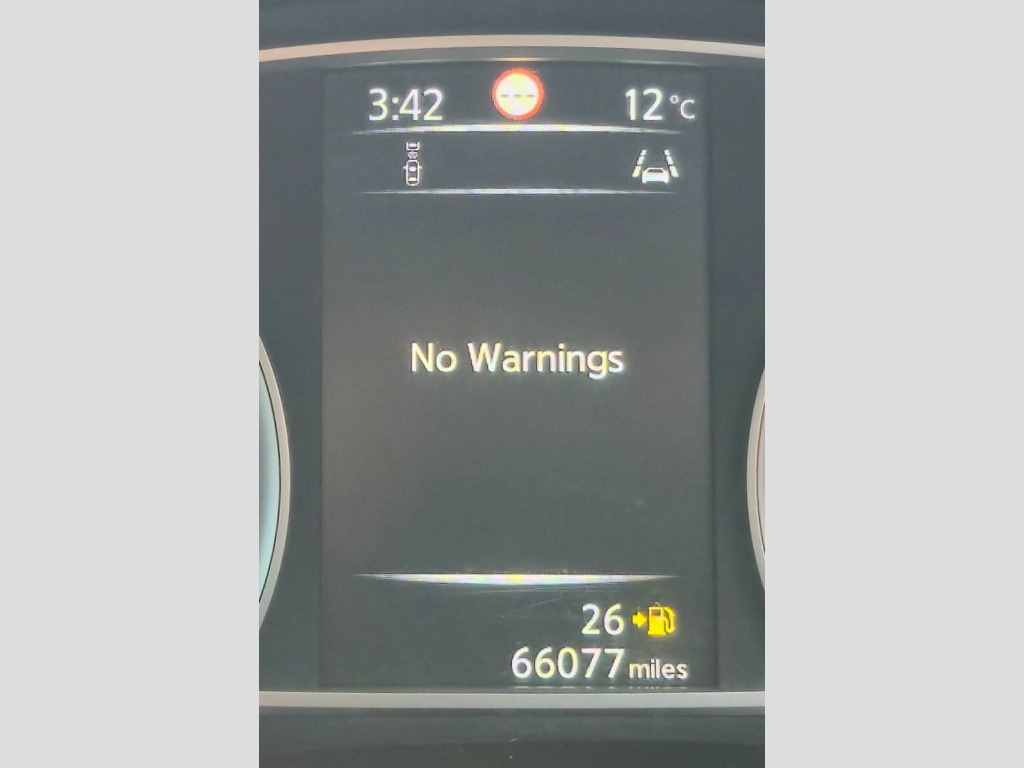 3:42 --- 12°C
No Warnings
26
66077 miles